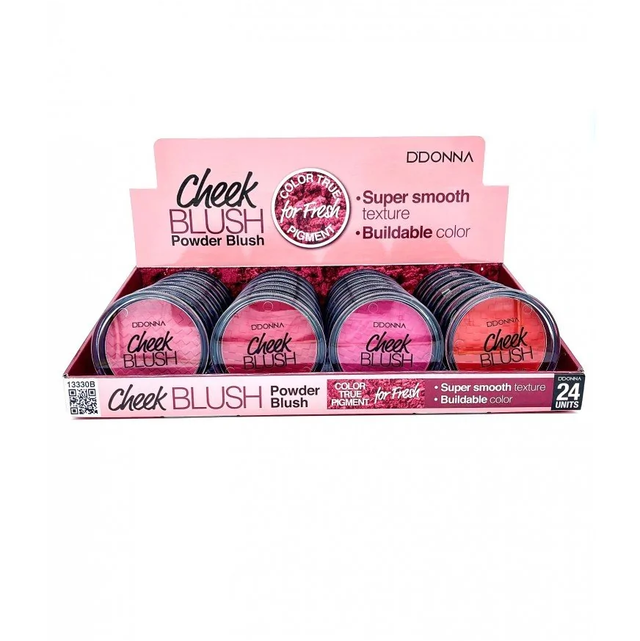 DDONNA
Cheek
BLUSH
Powder Blush
COLOR TRUE
for Fresh
PIGMENT
• Super smooth
texture
• Buildable color
DDONNA
Cheek
BLUSH
DDONNA
Cheek
BLUSH
DDONNA
Cheek
BLUSH
DDONNA
Cheek
BLUSH
13330B
Cheek BLUSH
Powder
Blush
COLOR
TRUE
PIGMENT
for Fresh
• Super smooth texture
• Buildable color
DDONNA
24
UNITS